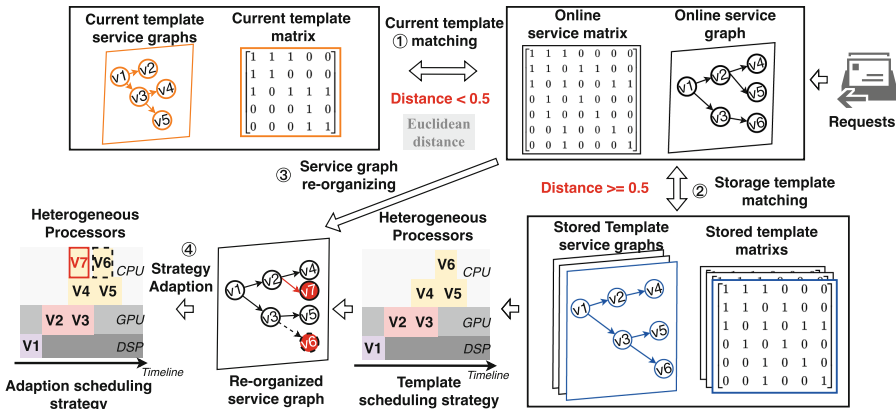 Current template
service graphs
v1
v2
v3
v4
v5
Current template
matrix
1 1 1 0 0
1 1 0 0 0
1 0 1 1 1
0 0 1 1 0
0 0 1 0 1
Current template
① matching
Distance < 0.5
Euclidean
distance
Online
service matrix
1 1 1 0 0 0 0
1 1 0 1 1 0 0
1 0 1 0 0 1 0
0 1 0 1 0 0 0
0 1 0 0 1 0 0
0 0 1 0 0 1 0
0 0 0 0 0 0 1
Online service
graph
v1
v2
v4
v5
v3
v6
Requests
③ Service graph
re-organizing
Distance >= 0.5
② Storage template
matching
Heterogeneous
Processors
V7
V6
CPU
V4
V5
V2
V3
GPU
V1
DSP
Timeline
Adaption scheduling
strategy
④
Strategy
Adaption
v1
v2
v4
v7
v3
v5
v6
Re-organized
service graph
Heterogeneous
Processors
V6
CPU
V4
V5
V2
V3
GPU
V1
DSP
Timeline
Template
scheduling strategy
Stored Template
service graphs
v1
v2
v4
v3
v5
v6
Stored template
matrixs
1 1 1 0 0 0
1 1 0 1 0 0
1 0 1 0 1 1
0 1 0 1 0 0
0 0 1 0 1 0
0 0 1 0 0 1